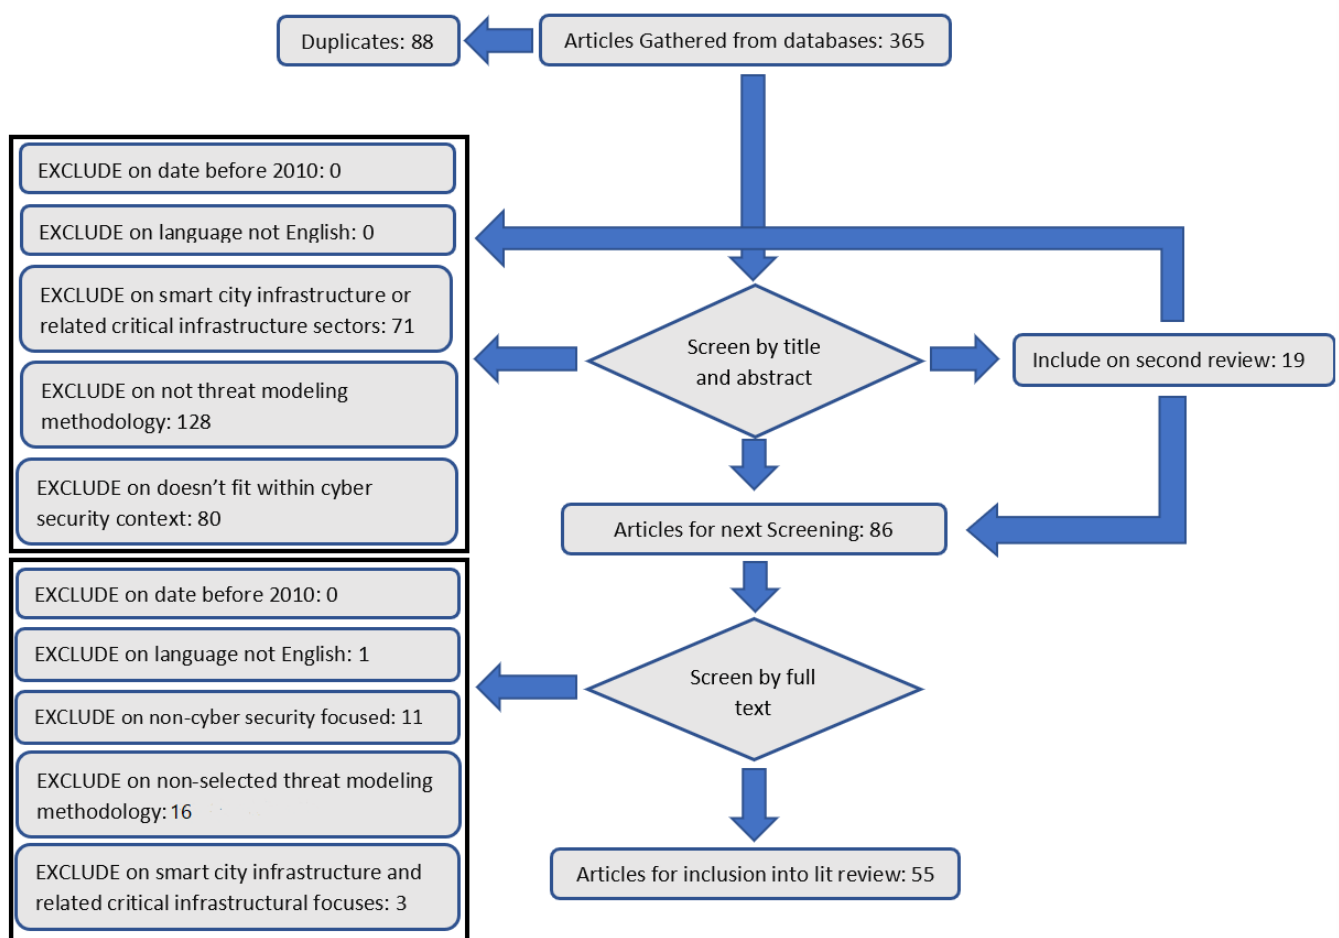 Duplicates: 88
Articles Gathered from databases: 365
EXCLUDE on date before 2010: 0
EXCLUDE on language not English: 0
EXCLUDE on smart city infrastructure or
related critical infrastructure sectors: 71
EXCLUDE on not threat modeling
methodology: 128
EXCLUDE on doesn't fit within cyber
security context: 80
Screen by title
and abstract
Include on second review: 19
Articles for next Screening: 86
EXCLUDE on date before 2010: 0
EXCLUDE on language not English: 1
EXCLUDE on non-cyber security focused: 11
EXCLUDE on non-selected threat modeling
methodology: 16
EXCLUDE on smart city infrastructure and
related critical infrastructural focuses: 3
Screen by full
text
Articles for inclusion into lit review: 55